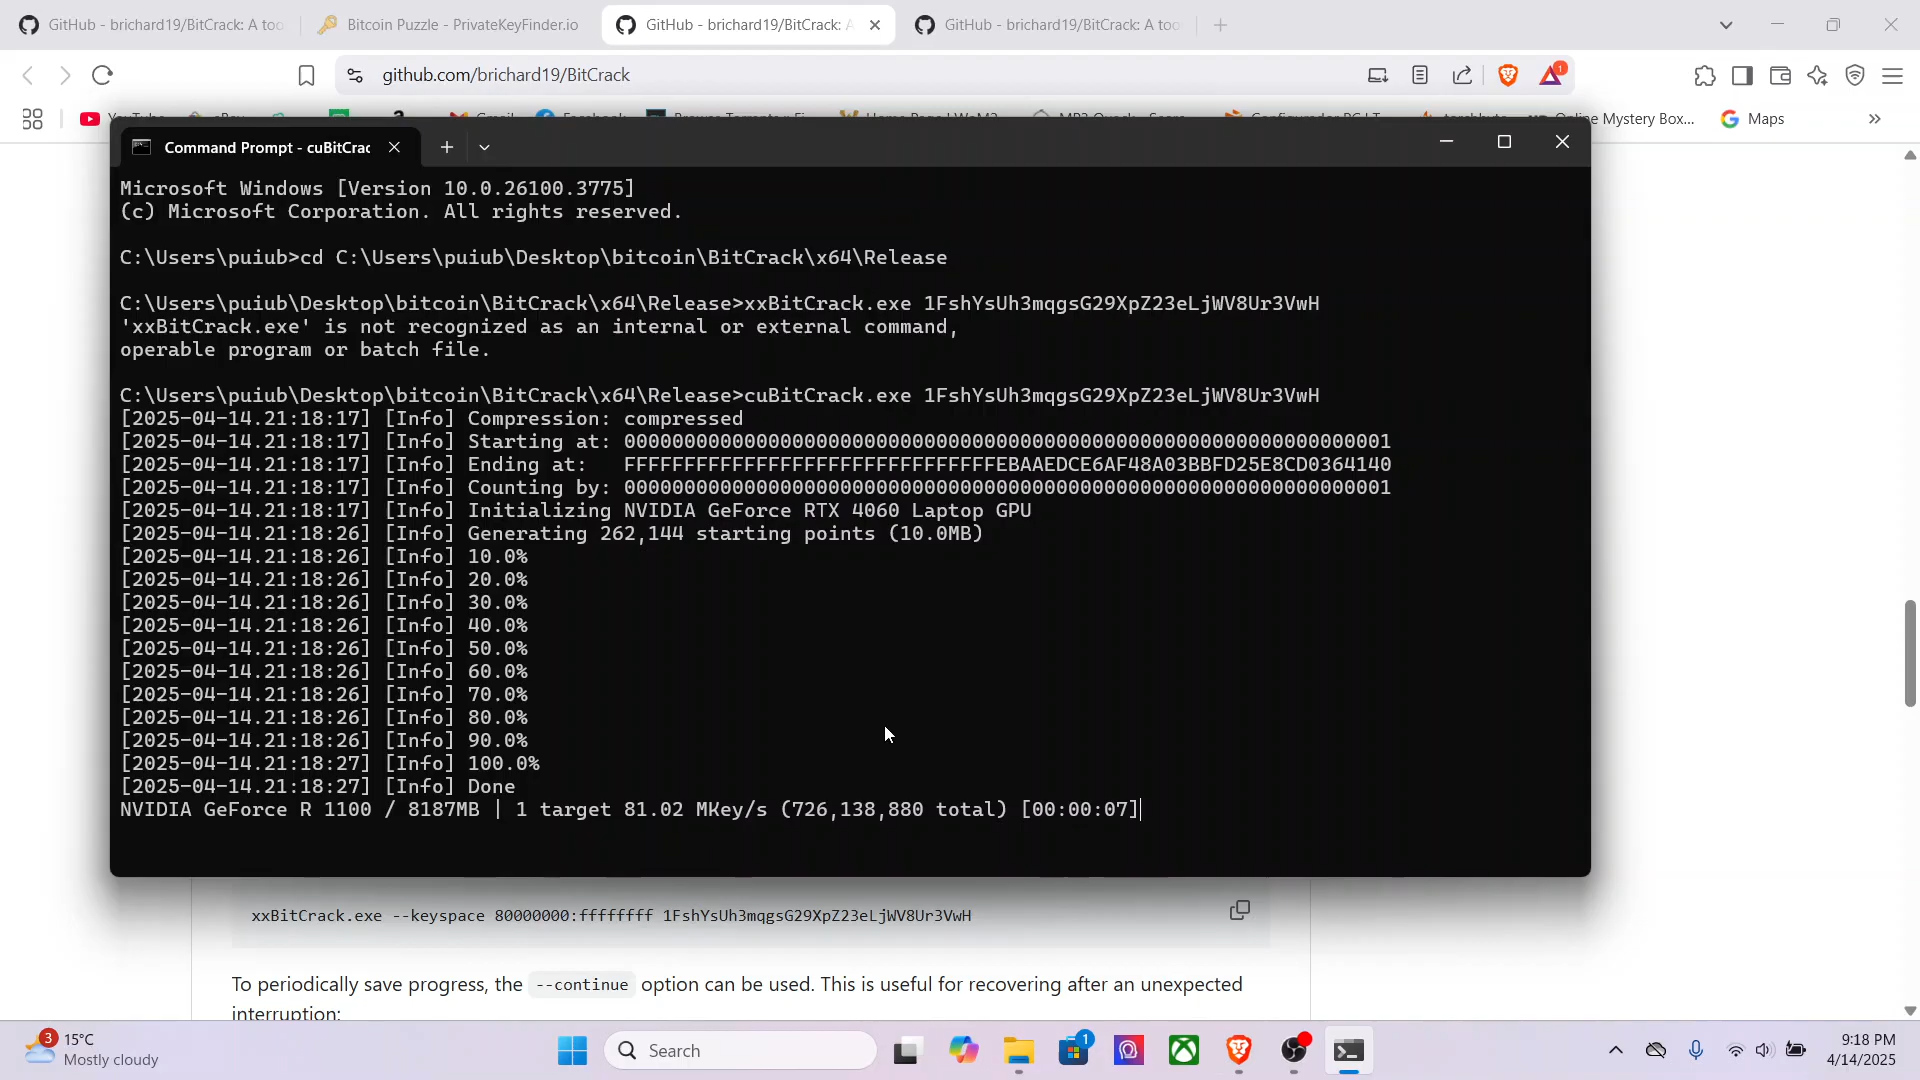 GitHub - brichard19/BitCrack: A too
Bitcoin Puzzle - PrivateKeyFinder.io
GitHub - brichard19/BitCrack: A
GitHub - brichard19/BitCrack: A too
github.com/brichard19/BitCrack
1
Online Mystery Box...
Maps
Command Prompt - cuBitCrac
Microsoft Windows [Version 10.0.26100.3775]
(c) Microsoft Corporation. All rights reserved.
C:\Users\puiub>cd C:\Users\puiub\Desktop\bitcoin\BitCrack\x64\Release
C:\Users\puiub\Desktop\bitcoin\BitCrack\x64\Release>xxBitCrack.exe 1FshYsUh3mqgsG29XpZ23eLjWV8Ur3VwH
'xxBitCrack.exe' is not recognized as an internal or external command,
operable program or batch file.
C:\Users\puiub\Desktop\bitcoin\BitCrack\x64\Release>cuBitCrack.exe 1FshYsUh3mqgsG29XpZ23eLjWV8Ur3VwH
[2025-04-14.21:18:17] [Info] Compression: compressed
[2025-04-14.21:18:17] [Info] Starting at: 0000000000000000000000000000000000000000000000000000000000000001
[2025-04-14.21:18:17] [Info] Ending at:   FFFFFFFFFFFFFFFFFFFFFFFFFFFFFFFEBAAEDCE6AF48A03BBFD25E8CD0364140
[2025-04-14.21:18:17] [Info] Counting by: 0000000000000000000000000000000000000000000000000000000000000001
[2025-04-14.21:18:17] [Info] Initializing NVIDIA GeForce RTX 4060 Laptop GPU
[2025-04-14.21:18:26] [Info] Generating 262,144 starting points (10.0MB)
[2025-04-14.21:18:26] [Info] 10.0%
[2025-04-14.21:18:26] [Info] 20.0%
[2025-04-14.21:18:26] [Info] 30.0%
[2025-04-14.21:18:26] [Info] 40.0%
[2025-04-14.21:18:26] [Info] 50.0%
[2025-04-14.21:18:26] [Info] 60.0%
[2025-04-14.21:18:26] [Info] 70.0%
[2025-04-14.21:18:26] [Info] 80.0%
[2025-04-14.21:18:26] [Info] 90.0%
[2025-04-14.21:18:27] [Info] 100.0%
[2025-04-14.21:18:27] [Info] Done
NVIDIA GeForce R 1100 / 8187MB | 1 target 81.02 MKey/s (726,138,880 total) [00:00:07]
xxBitCrack.exe --keyspace 80000000:ffffffff 1FshYsUh3mqgsG29XpZ23eLjWV8Ur3VwH
To periodically save progress, the --continue option can be used. This is useful for recovering after an unexpected
interruption:
3
15°C
Mostly cloudy
Search
1
9:18 PM
4/14/2025